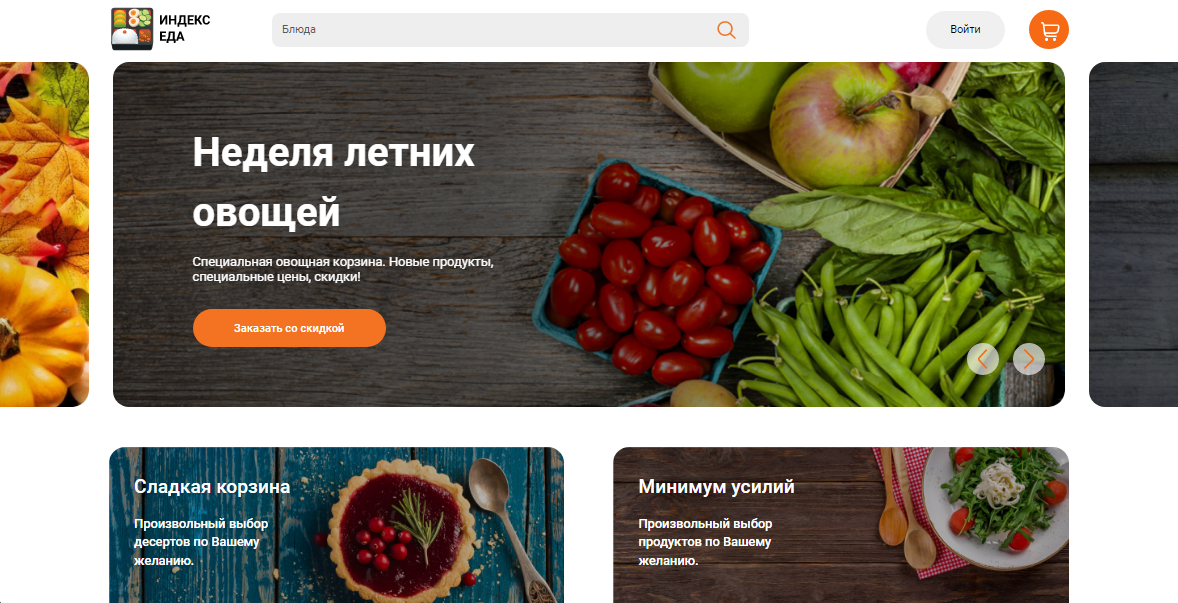 ИНДЕКС
ЕДА
Блюда
Войти
Неделя летних
овощей
Специальная овощная корзина. Новые продукты,
специальные цены, скидки!
Заказать со скидкой
Сладкая корзина
Произвольный выбор
десертов по Вашему
желанию.
Минимум усилий
Произвольный выбор
продуктов по Вашему
желанию.